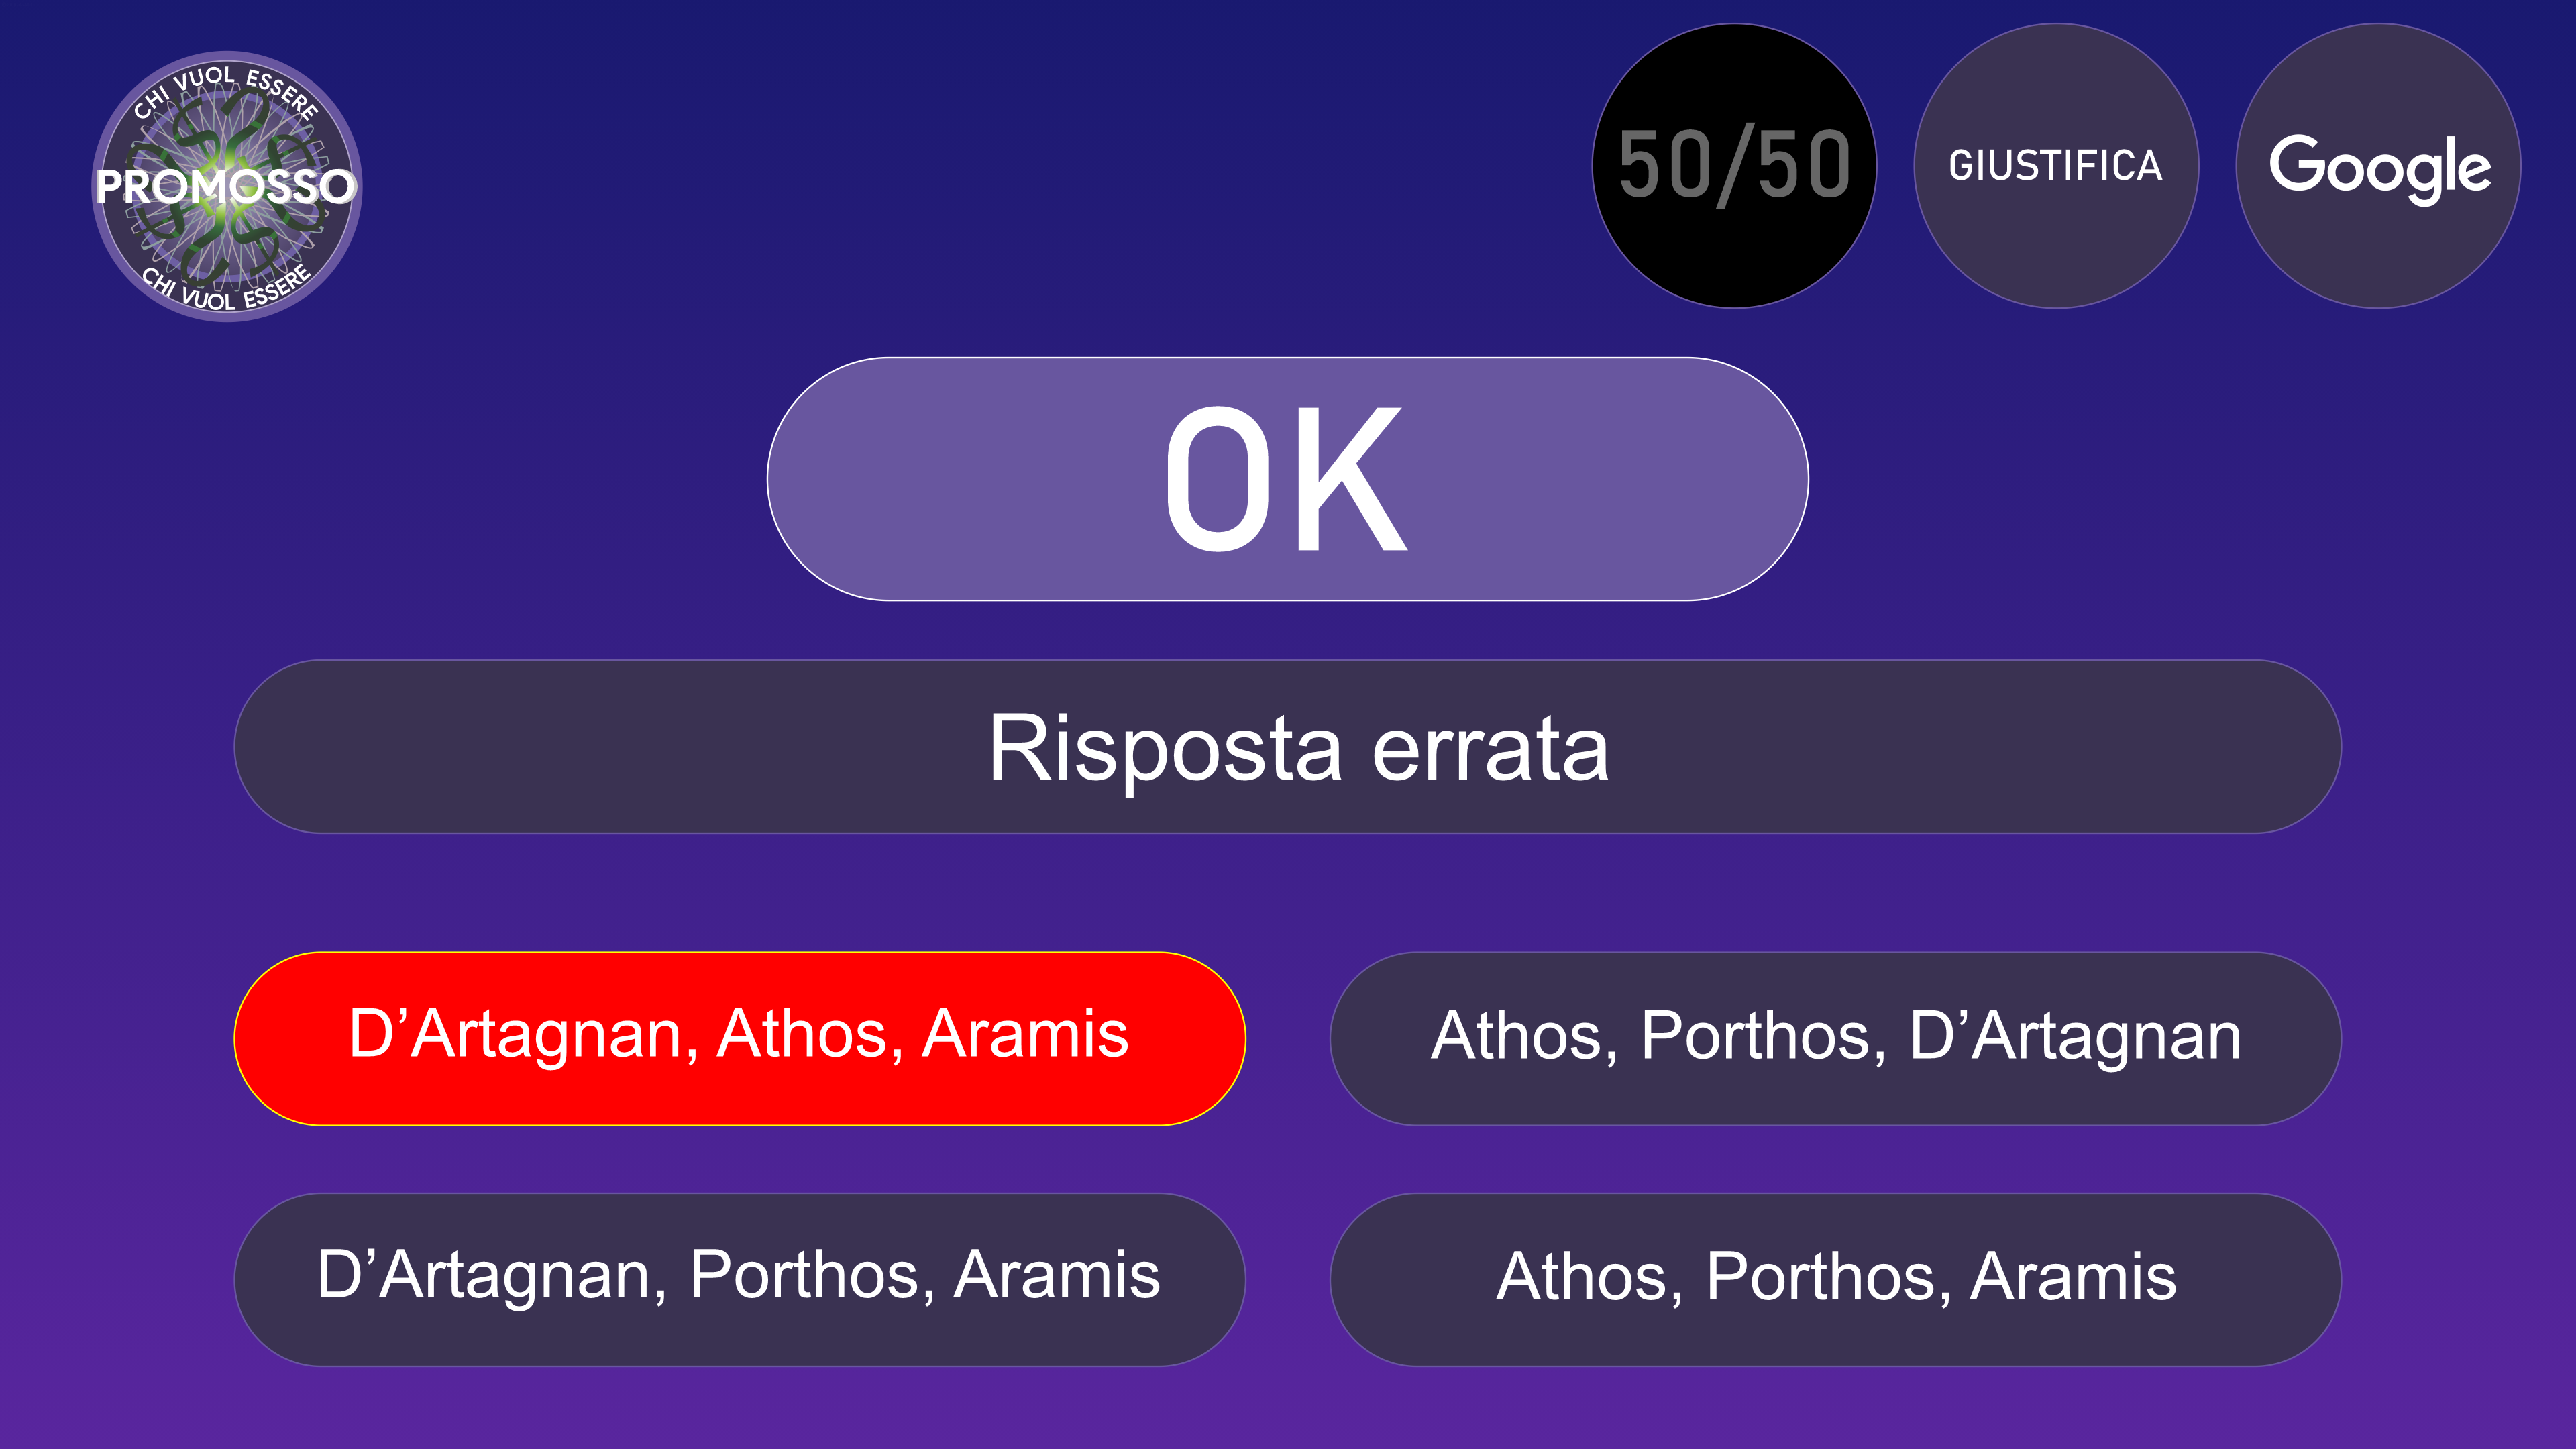 CHI VUOL ESSERE
PROMOSSO
CHI VUOL ESSERE
50/50
GIUSTIFICA
Google
OK
Risposta errata
D’Artagnan, Athos, Aramis
Athos, Porthos, D’Artagnan
D’Artagnan, Porthos, Aramis
Athos, Porthos, Aramis